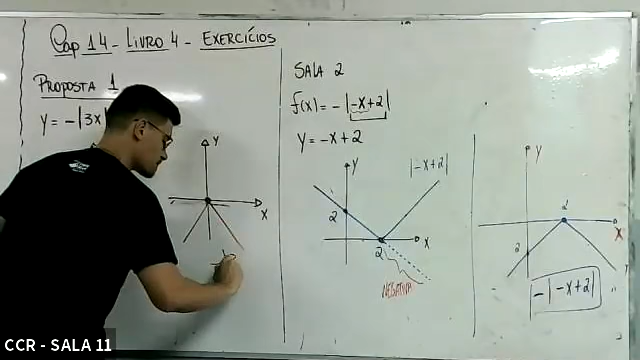 Cap 14 - LIVRO 4 - EXERCÍCIOS
PROPOSTA 1
y = -|3x|
y
x
SALA 2
f(x) = -|-x+2|
y = -x+2
y
|-x+2|
2
x
2
NEGATIVA
y
2
x
2
-|-x+2|
CCR - SALA 11